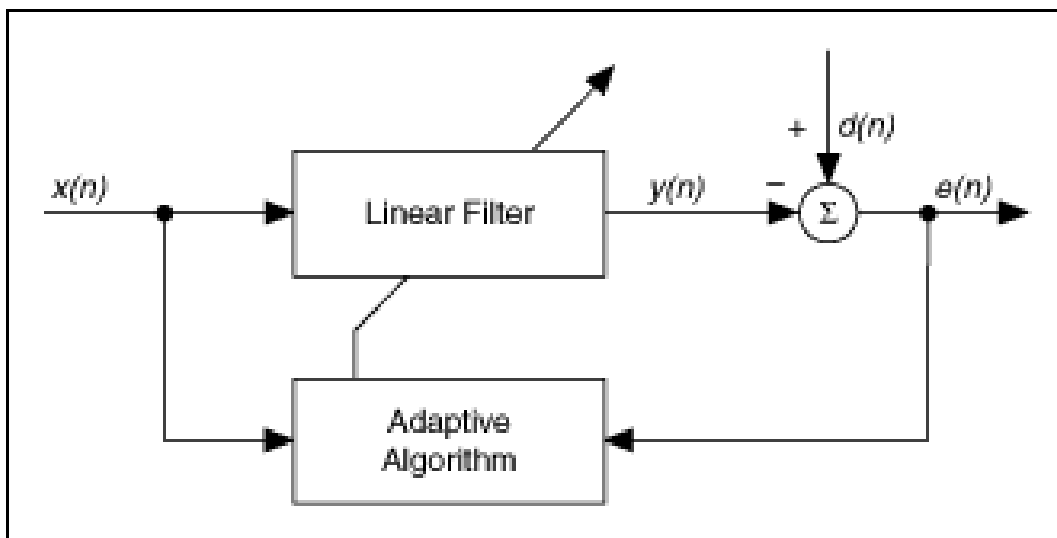 x(n)
Linear Filter
y(n)
−
+
d(n)
Σ
e(n)
Adaptive
Algorithm